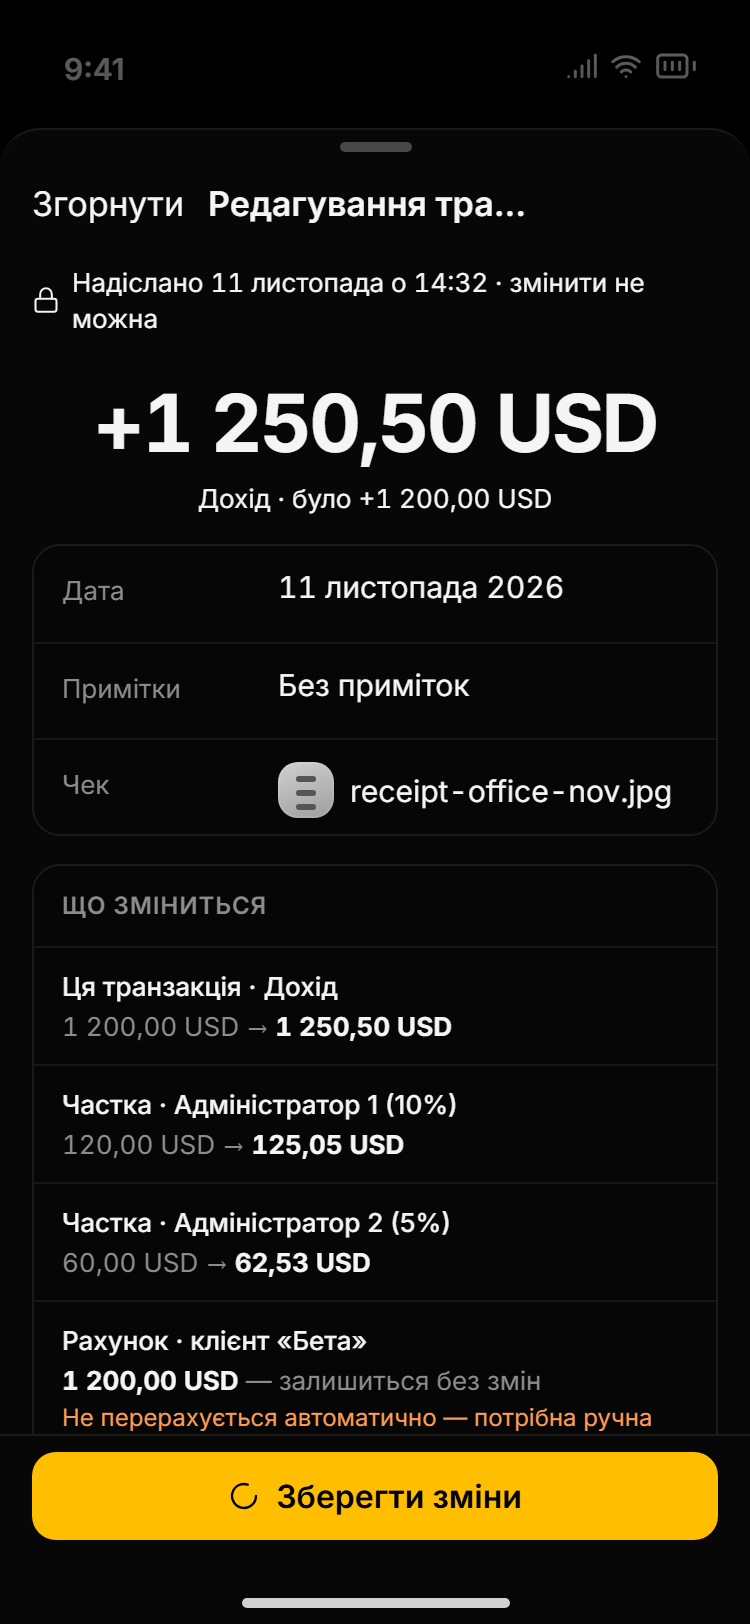 9:41
Згорнути Редагування тра...
Надіслано 11 листопада о 14:32 · змінити не
можна
+1 250,50 USD
Дохід · було +1 200,00 USD
Дата 11 листопада 2026
Примітки Без приміток
Чек receipt-office-nov.jpg
ЩО ЗМІНИТЬСЯ
Ця транзакція · Дохід
1 200,00 USD → 1 250,50 USD
Частка · Адміністратор 1 (10%)
120,00 USD → 125,05 USD
Частка · Адміністратор 2 (5%)
60,00 USD → 62,53 USD
Рахунок · клієнт «Бета»
1 200,00 USD — залишиться без змін
Не перерахується автоматично — потрібна ручна
Зберегти зміни